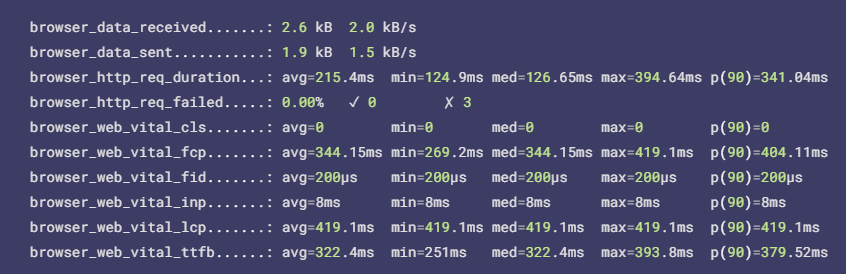 browser_data_received.......: 2.6 kB  2.0 kB/s
browser_data_sent...........: 1.9 kB  1.5 kB/s
browser_http_req_duration...: avg=215.4ms  min=124.9ms med=126.65ms max=394.64ms p(90)=341.04ms
browser_http_req_failed.....: 0.00%   ✓ 0        ✗ 3
browser_web_vital_cls.......: avg=0        min=0       med=0        max=0        p(90)=0
browser_web_vital_fcp.......: avg=344.15ms min=269.2ms med=344.15ms max=419.1ms  p(90)=404.11ms
browser_web_vital_fid.......: avg=200µs    min=200µs   med=200µs    max=200µs    p(90)=200µs
browser_web_vital_inp.......: avg=8ms      min=8ms     med=8ms      max=8ms      p(90)=8ms
browser_web_vital_lcp.......: avg=419.1ms  min=419.1ms med=419.1ms  max=419.1ms  p(90)=419.1ms
browser_web_vital_ttfb......: avg=322.4ms  min=251ms   med=322.4ms  max=393.8ms  p(90)=379.52ms